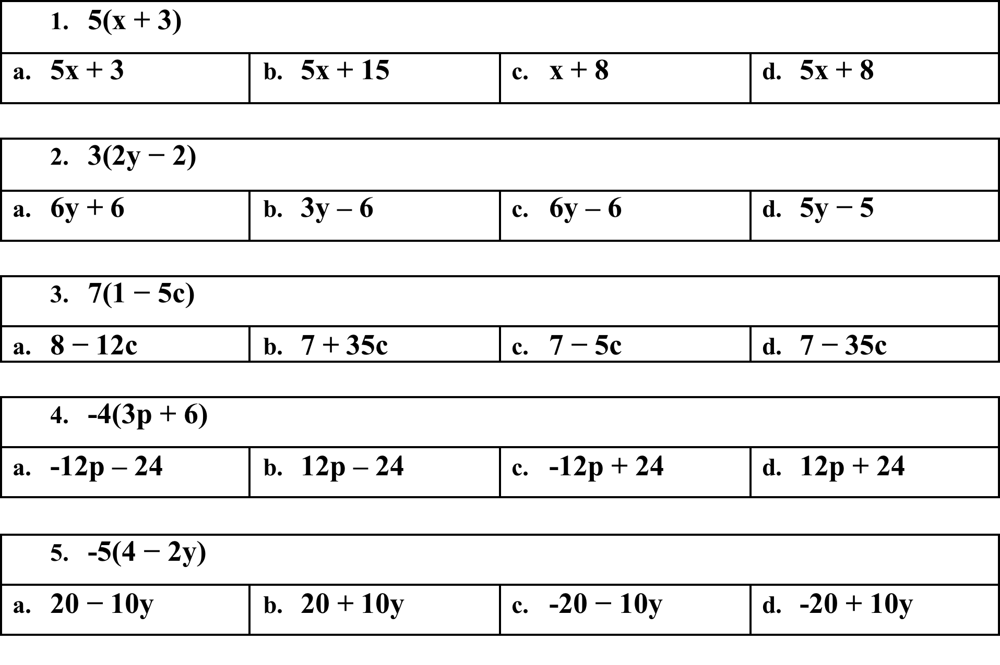 1. 5(x + 3)
a. 5x + 3 b. 5x + 15 c. x + 8 d. 5x + 8
2. 3(2y − 2)
a. 6y + 6 b. 3y – 6 c. 6y – 6 d. 5y − 5
3. 7(1 − 5c)
a. 8 − 12c b. 7 + 35c c. 7 − 5c d. 7 − 35c
4. -4(3p + 6)
a. -12p – 24 b. 12p – 24 c. -12p + 24 d. 12p + 24
5. -5(4 − 2y)
a. 20 − 10y b. 20 + 10y c. -20 − 10y d. -20 + 10y